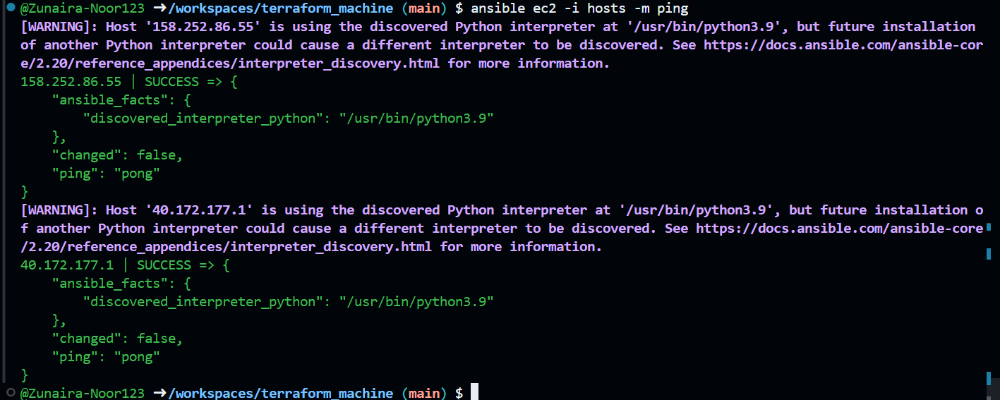 @Zunaira-Noor123 ➜/workspaces/terraform_machine (main) $ ansible ec2 -i hosts -m ping
[WARNING]: Host '158.252.86.55' is using the discovered Python interpreter at '/usr/bin/python3.9', but future installation
of another Python interpreter could cause a different interpreter to be discovered. See https://docs.ansible.com/ansible-cor
e/2.20/reference_appendices/interpreter_discovery.html for more information.
158.252.86.55 | SUCCESS => {
    "ansible_facts": {
        "discovered_interpreter_python": "/usr/bin/python3.9"
    },
    "changed": false,
    "ping": "pong"
}
[WARNING]: Host '40.172.177.1' is using the discovered Python interpreter at '/usr/bin/python3.9', but future installation o
f another Python interpreter could cause a different interpreter to be discovered. See https://docs.ansible.com/ansible-core
/2.20/reference_appendices/interpreter_discovery.html for more information.
40.172.177.1 | SUCCESS => {
    "ansible_facts": {
        "discovered_interpreter_python": "/usr/bin/python3.9"
    },
    "changed": false,
    "ping": "pong"
}
@Zunaira-Noor123 ➜/workspaces/terraform_machine (main) $